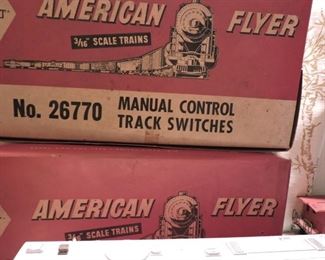 AMERICAN FLYER
3/16" SCALE TRAINS
No. 26770 MANUAL CONTROL
TRACK SWITCHES
AMERICAN FLYER
3/16" SCALE TRAINS